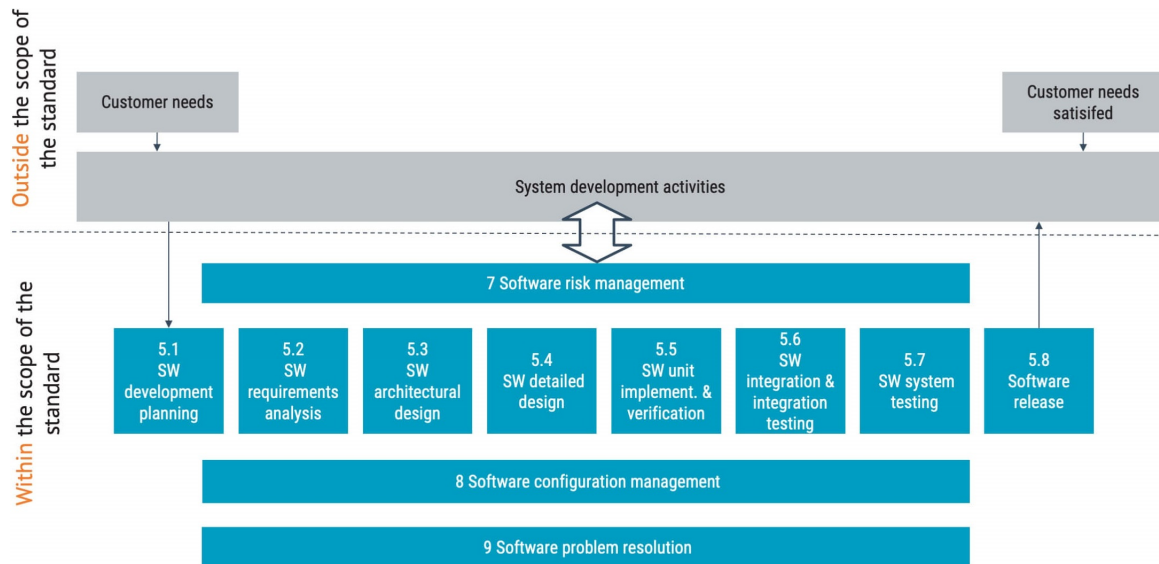 Outside the scope of
the standard
Customer needs
Customer needs
satisifed
System development activities
Within the scope of the
standard
7 Software risk management
5.1
SW
development
planning
5.2
SW
requirements
analysis
5.3
SW
architectural
design
5.4
SW detailed
design
5.5
SW unit
implement. &
verification
5.6
SW
integration &
integration
testing
5.7
SW system
testing
5.8
Software
release
8 Software configuration management
9 Software problem resolution